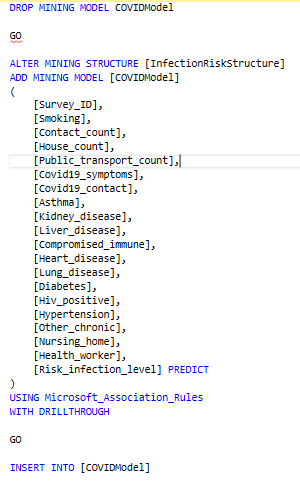 DROP MINING MODEL COVIDModel
GO
ALTER MINING STRUCTURE [InfectionRiskStructure]
ADD MINING MODEL [COVIDModel]
(
[Survey_ID],
[Smoking],
[Contact_count],
[House_count],
[Public_transport_count],
[Covid19_symptoms],
[Covid19_contact],
[Asthma],
[Kidney_disease],
[Liver_disease],
[Compromised_immune],
[Heart_disease],
[Lung_disease],
[Diabetes],
[Hiv_positive],
[Hypertension],
[Other_chronic],
[Nursing_home],
[Health_worker],
[Risk_infection_level] PREDICT
)
USING Microsoft_Association_Rules
WITH DRILLTHROUGH
GO
INSERT INTO [COVIDModel]